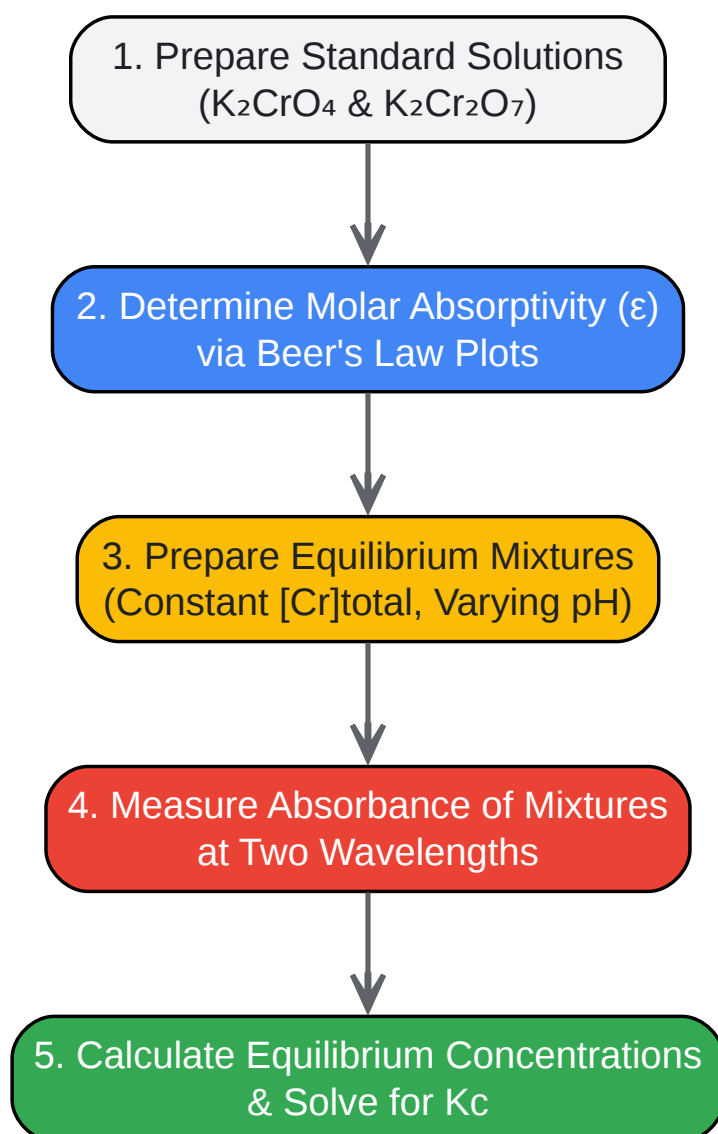 1. Prepare Standard Solutions
(K₂CrO₄ & K₂Cr₂O₇)
2. Determine Molar Absorptivity (ε)
via Beer's Law Plots
3. Prepare Equilibrium Mixtures
(Constant [Cr]total, Varying pH)
4. Measure Absorbance of Mixtures
at Two Wavelengths
5. Calculate Equilibrium Concentrations
& Solve for Kc